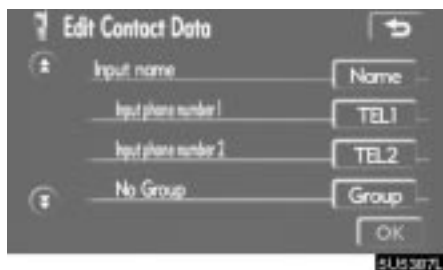 Edit Contact Data
Input name Name
Input phone number 1 TEL1
Input phone number 2 TEL2
No Group Group
OK
5U5387L